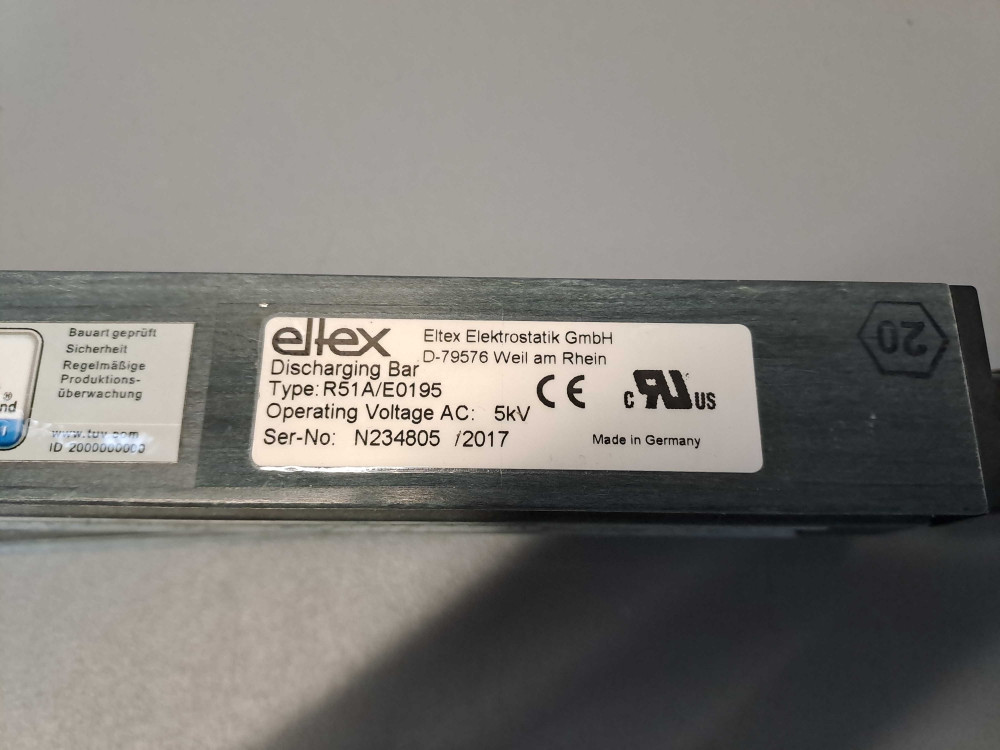 Bauart geprüft
Sicherheit
Regelmäßige
Produktions-
überwachung
®
nd
www.tuv.com
ID 2000000000
eltex
Eltex Elektrostatik GmbH
D-79576 Weil am Rhein
Discharging Bar
Type: R51A/E0195
Operating Voltage AC: 5kV
Ser-No: N234805 /2017
CE
c RU US
Made in Germany
20